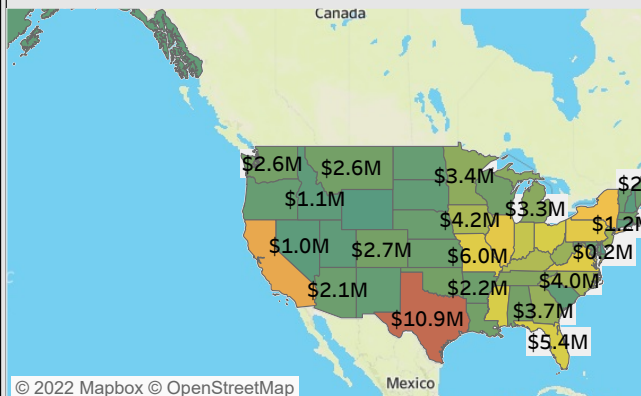 Canada
$2.6M
$2.6M
$3.4M
$2
$1.1M
$3.3M
$4.2M
$1.2M
$1.0M
$2.7M
$6.0M
$0.2M
$2.1M
$2.2M
$4.0M
$10.9M
$3.7M
$5.4M
Mexico
© 2022 Mapbox © OpenStreetMap